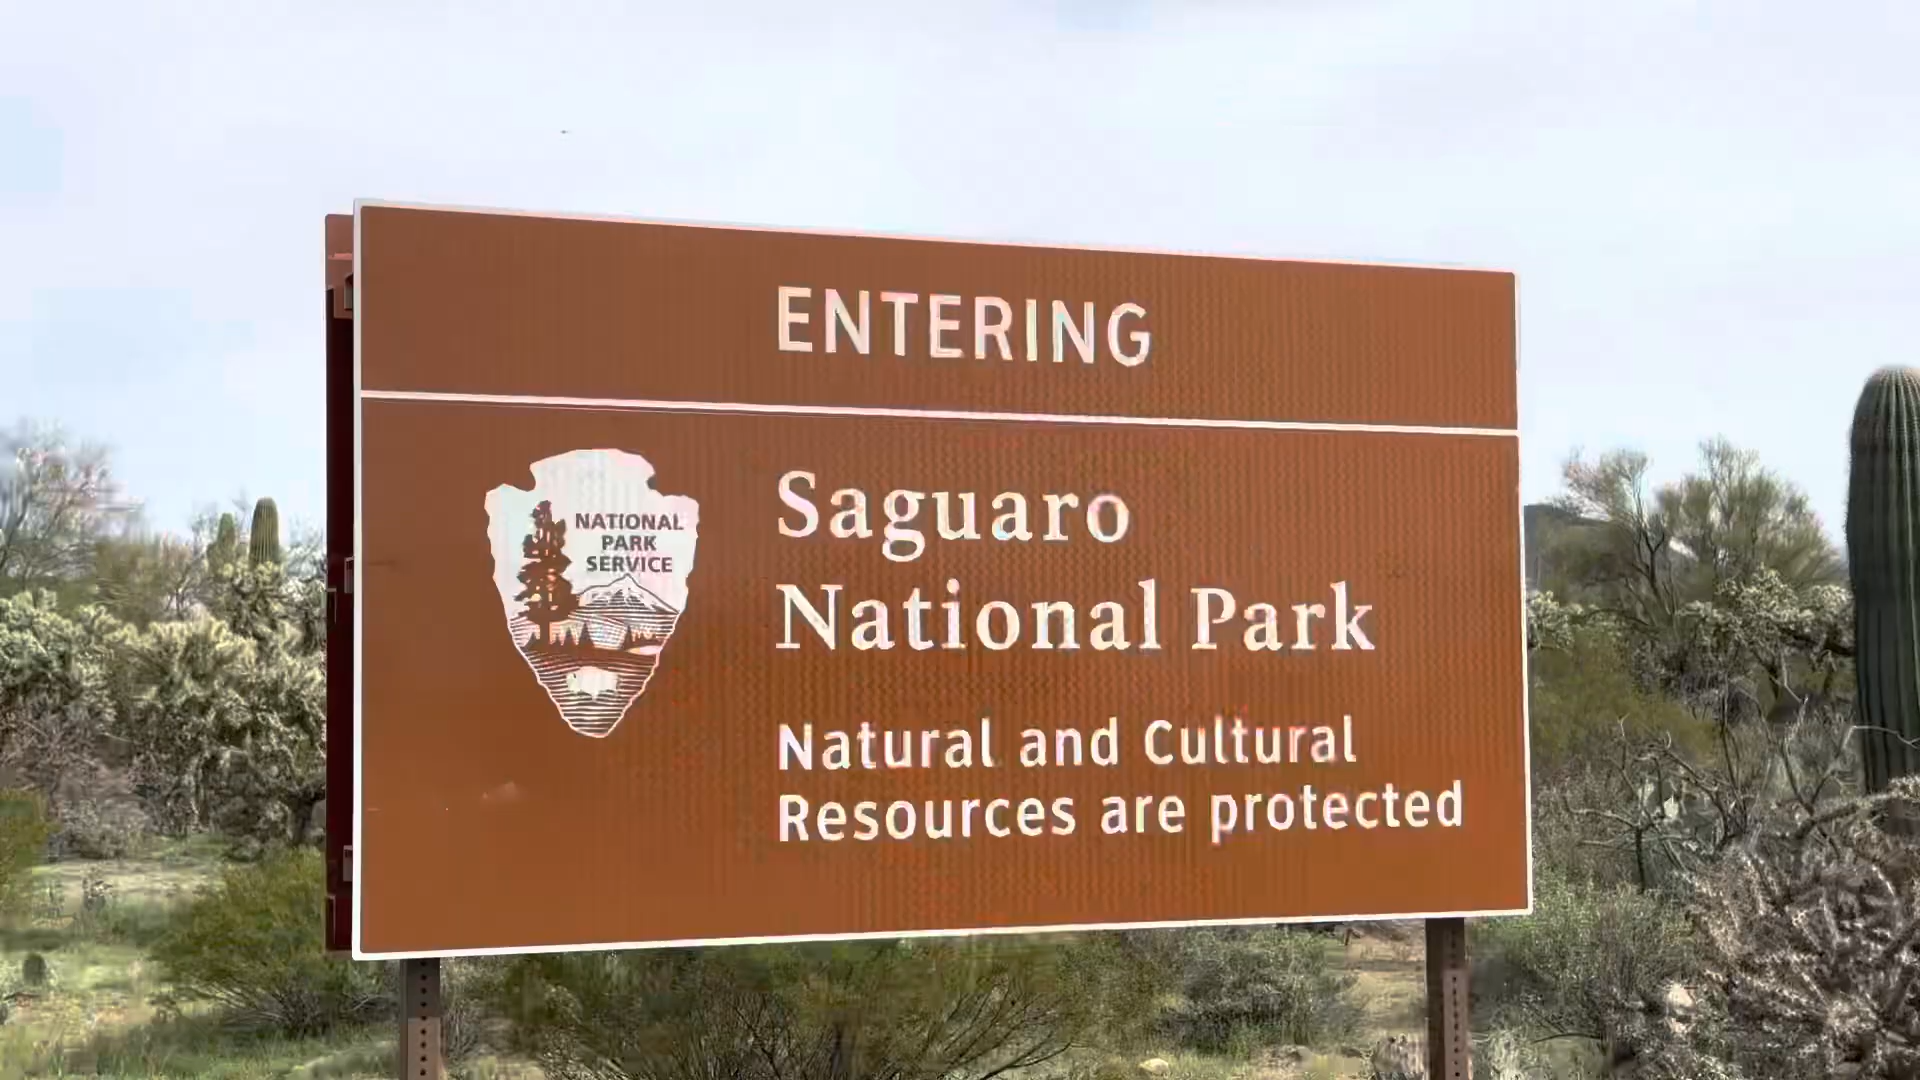 ENTERING
NATIONAL
PARK
SERVICE
Saguaro
National Park
Natural and Cultural
Resources are protected